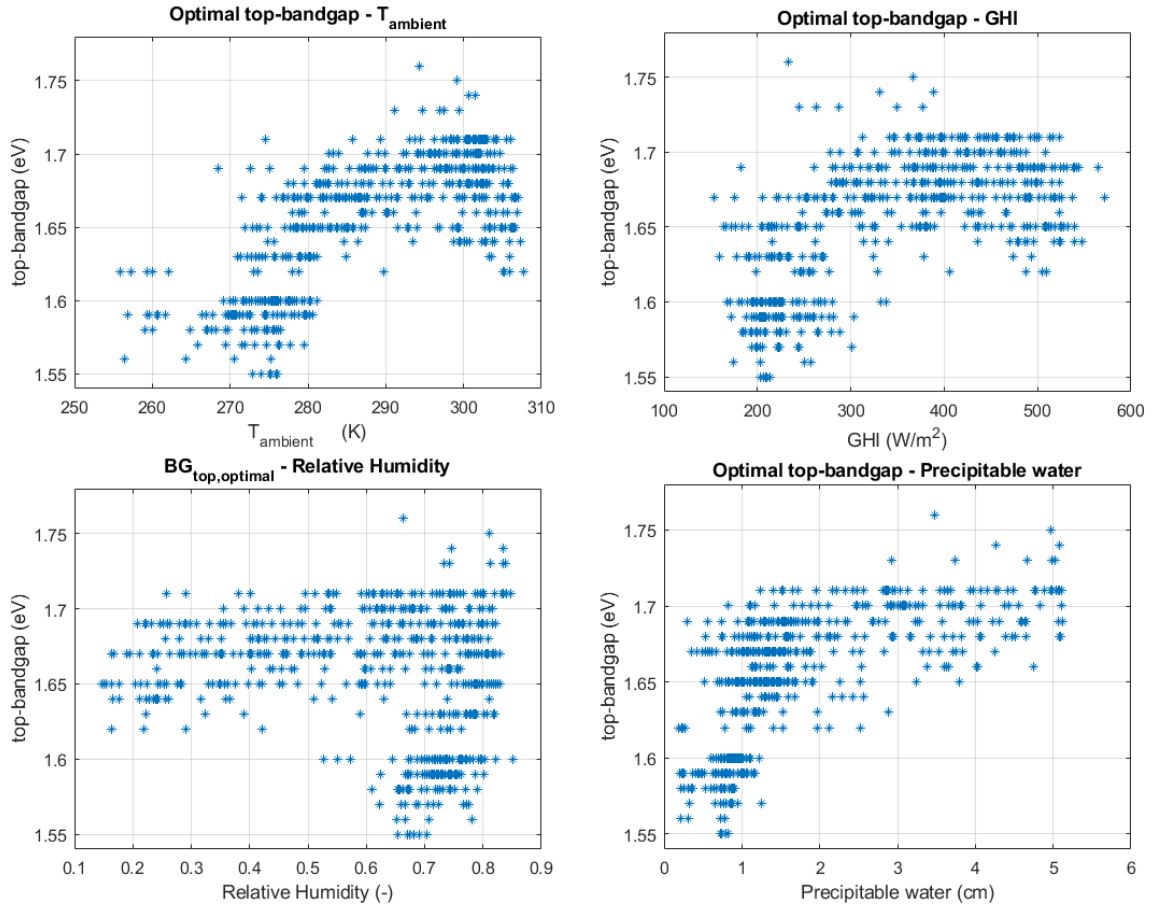 Optimal top-bandgap - T_ambient
1.75
1.7
1.65
1.6
1.55
top-bandgap (eV)
250 260 270 280 290 300 310
T_ambient (K)
Optimal top-bandgap - GHI
1.75
1.7
1.65
1.6
1.55
top-bandgap (eV)
100 200 300 400 500 600
GHI (W/m²)
BG_top,optimal - Relative Humidity
1.75
1.7
1.65
1.6
1.55
top-bandgap (eV)
0.1 0.2 0.3 0.4 0.5 0.6 0.7 0.8 0.9
Relative Humidity (-)
Optimal top-bandgap - Precipitable water
1.75
1.7
1.65
1.6
1.55
top-bandgap (eV)
0 1 2 3 4 5 6
Precipitable water (cm)